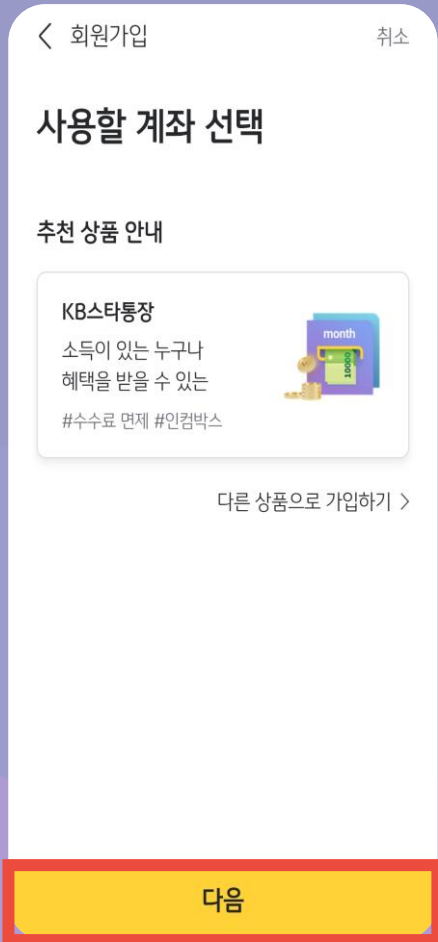 회원가입
취소
사용할 계좌 선택
추천 상품 안내
KB스타통장
소득이 있는 누구나
혜택을 받을 수 있는
#수수료 면제 #인컴박스
month
10000
다른 상품으로 가입하기 >
다음